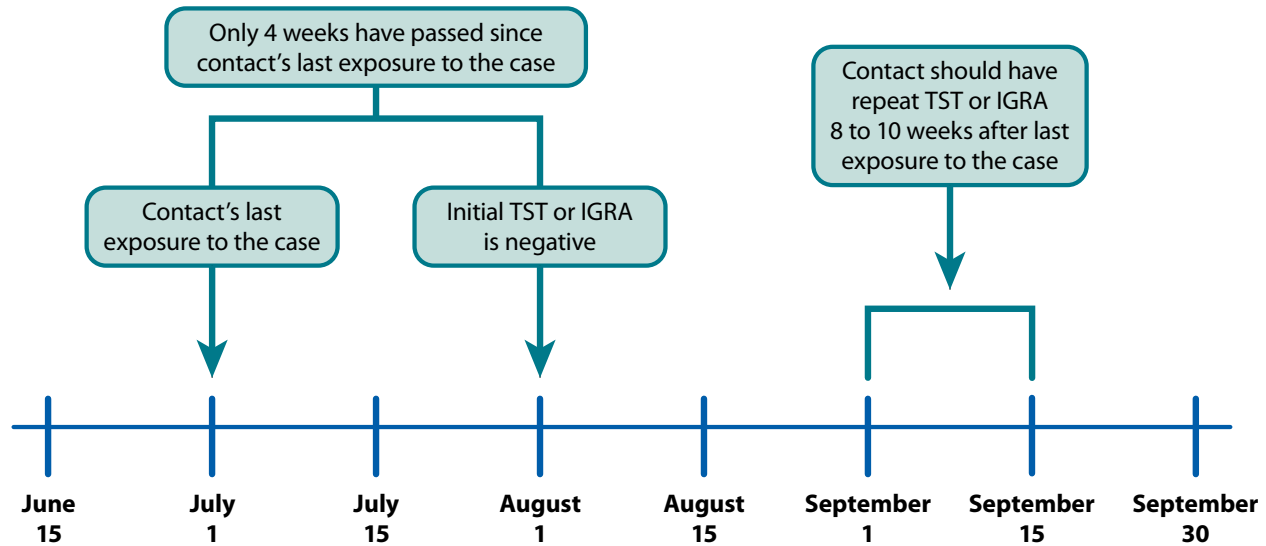 Only 4 weeks have passed since
contact’s last exposure to the case
Contact should have
repeat TST or IGRA
8 to 10 weeks after last
exposure to the case
Contact’s last
exposure to the case
Initial TST or IGRA
is negative
June
15
July
1
July
15
August
1
August
15
September
1
September
15
September
30